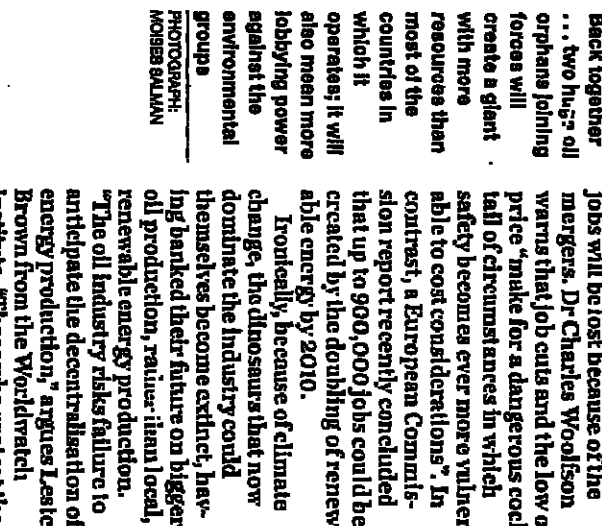 Back together
... two huge oil
orphans joining
forces will
create a giant
with more
resources than
most of the
countries in
which it
operates; it will
also mean more
lobbying power
against the
environmental
groups
PHOTOGRAPH:
MOISES SALMAN
jobs will be lost because of the
mergers. Dr Charles Woolfson
warns that job cuts and the low o
price "make for a dangerous cock
tail of circumstances in which
safety becomes ever more vulner
able to cost considerations". In
contrast, a European Commis-
sion report recently concluded
that up to 900,000 jobs could be
created by the doubling of renew
able energy by 2010.
Ironically, because of climate
change, the dinosaurs that now
dominate the industry could
themselves become extinct, hav-
ing banked their future on bigger
oil production, rather than local,
renewable energy production.
"The oil industry risks failure to
anticipate the decentralisation of
energy production," argues Leste
Brown from the Worldwatch